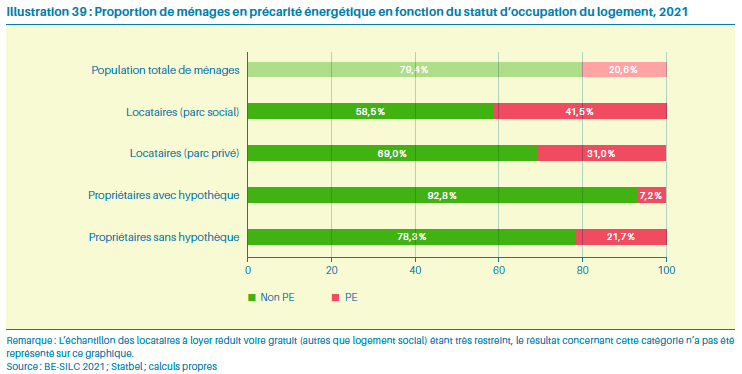 Illustration 39 : Proportion de ménages en précarité énergétique en fonction du statut d’occupation du logement, 2021
Population totale de ménages 79,4% 20,6%
Locataires (parc social) 58,5% 41,5%
Locataires (parc privé) 69,0% 31,0%
Propriétaires avec hypothèque 92,8% 7,2%
Propriétaires sans hypothèque 78,3% 21,7%
0 20 40 60 80 100
Non PE PE
Remarque : L’échantillon des locataires à loyer réduit voire gratuit (autres que logement social) étant très restreint, le résultat concernant cette catégorie n’a pas été
représenté sur ce graphique.
Source : BE-SILC 2021 ; Statbel ; calculs propres